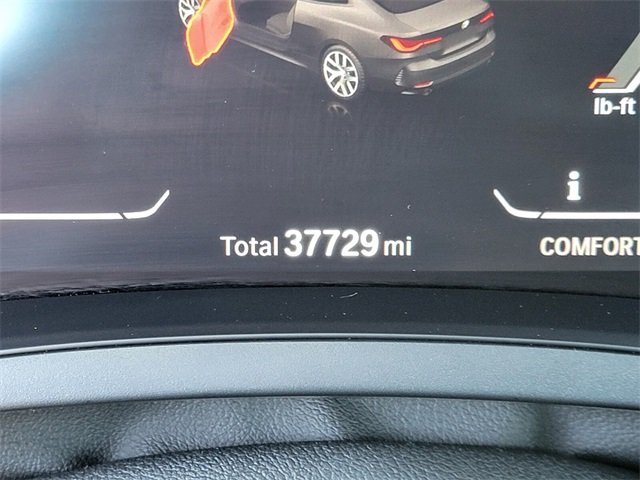 lb-ft
i
Total 37729 mi
COMFORT